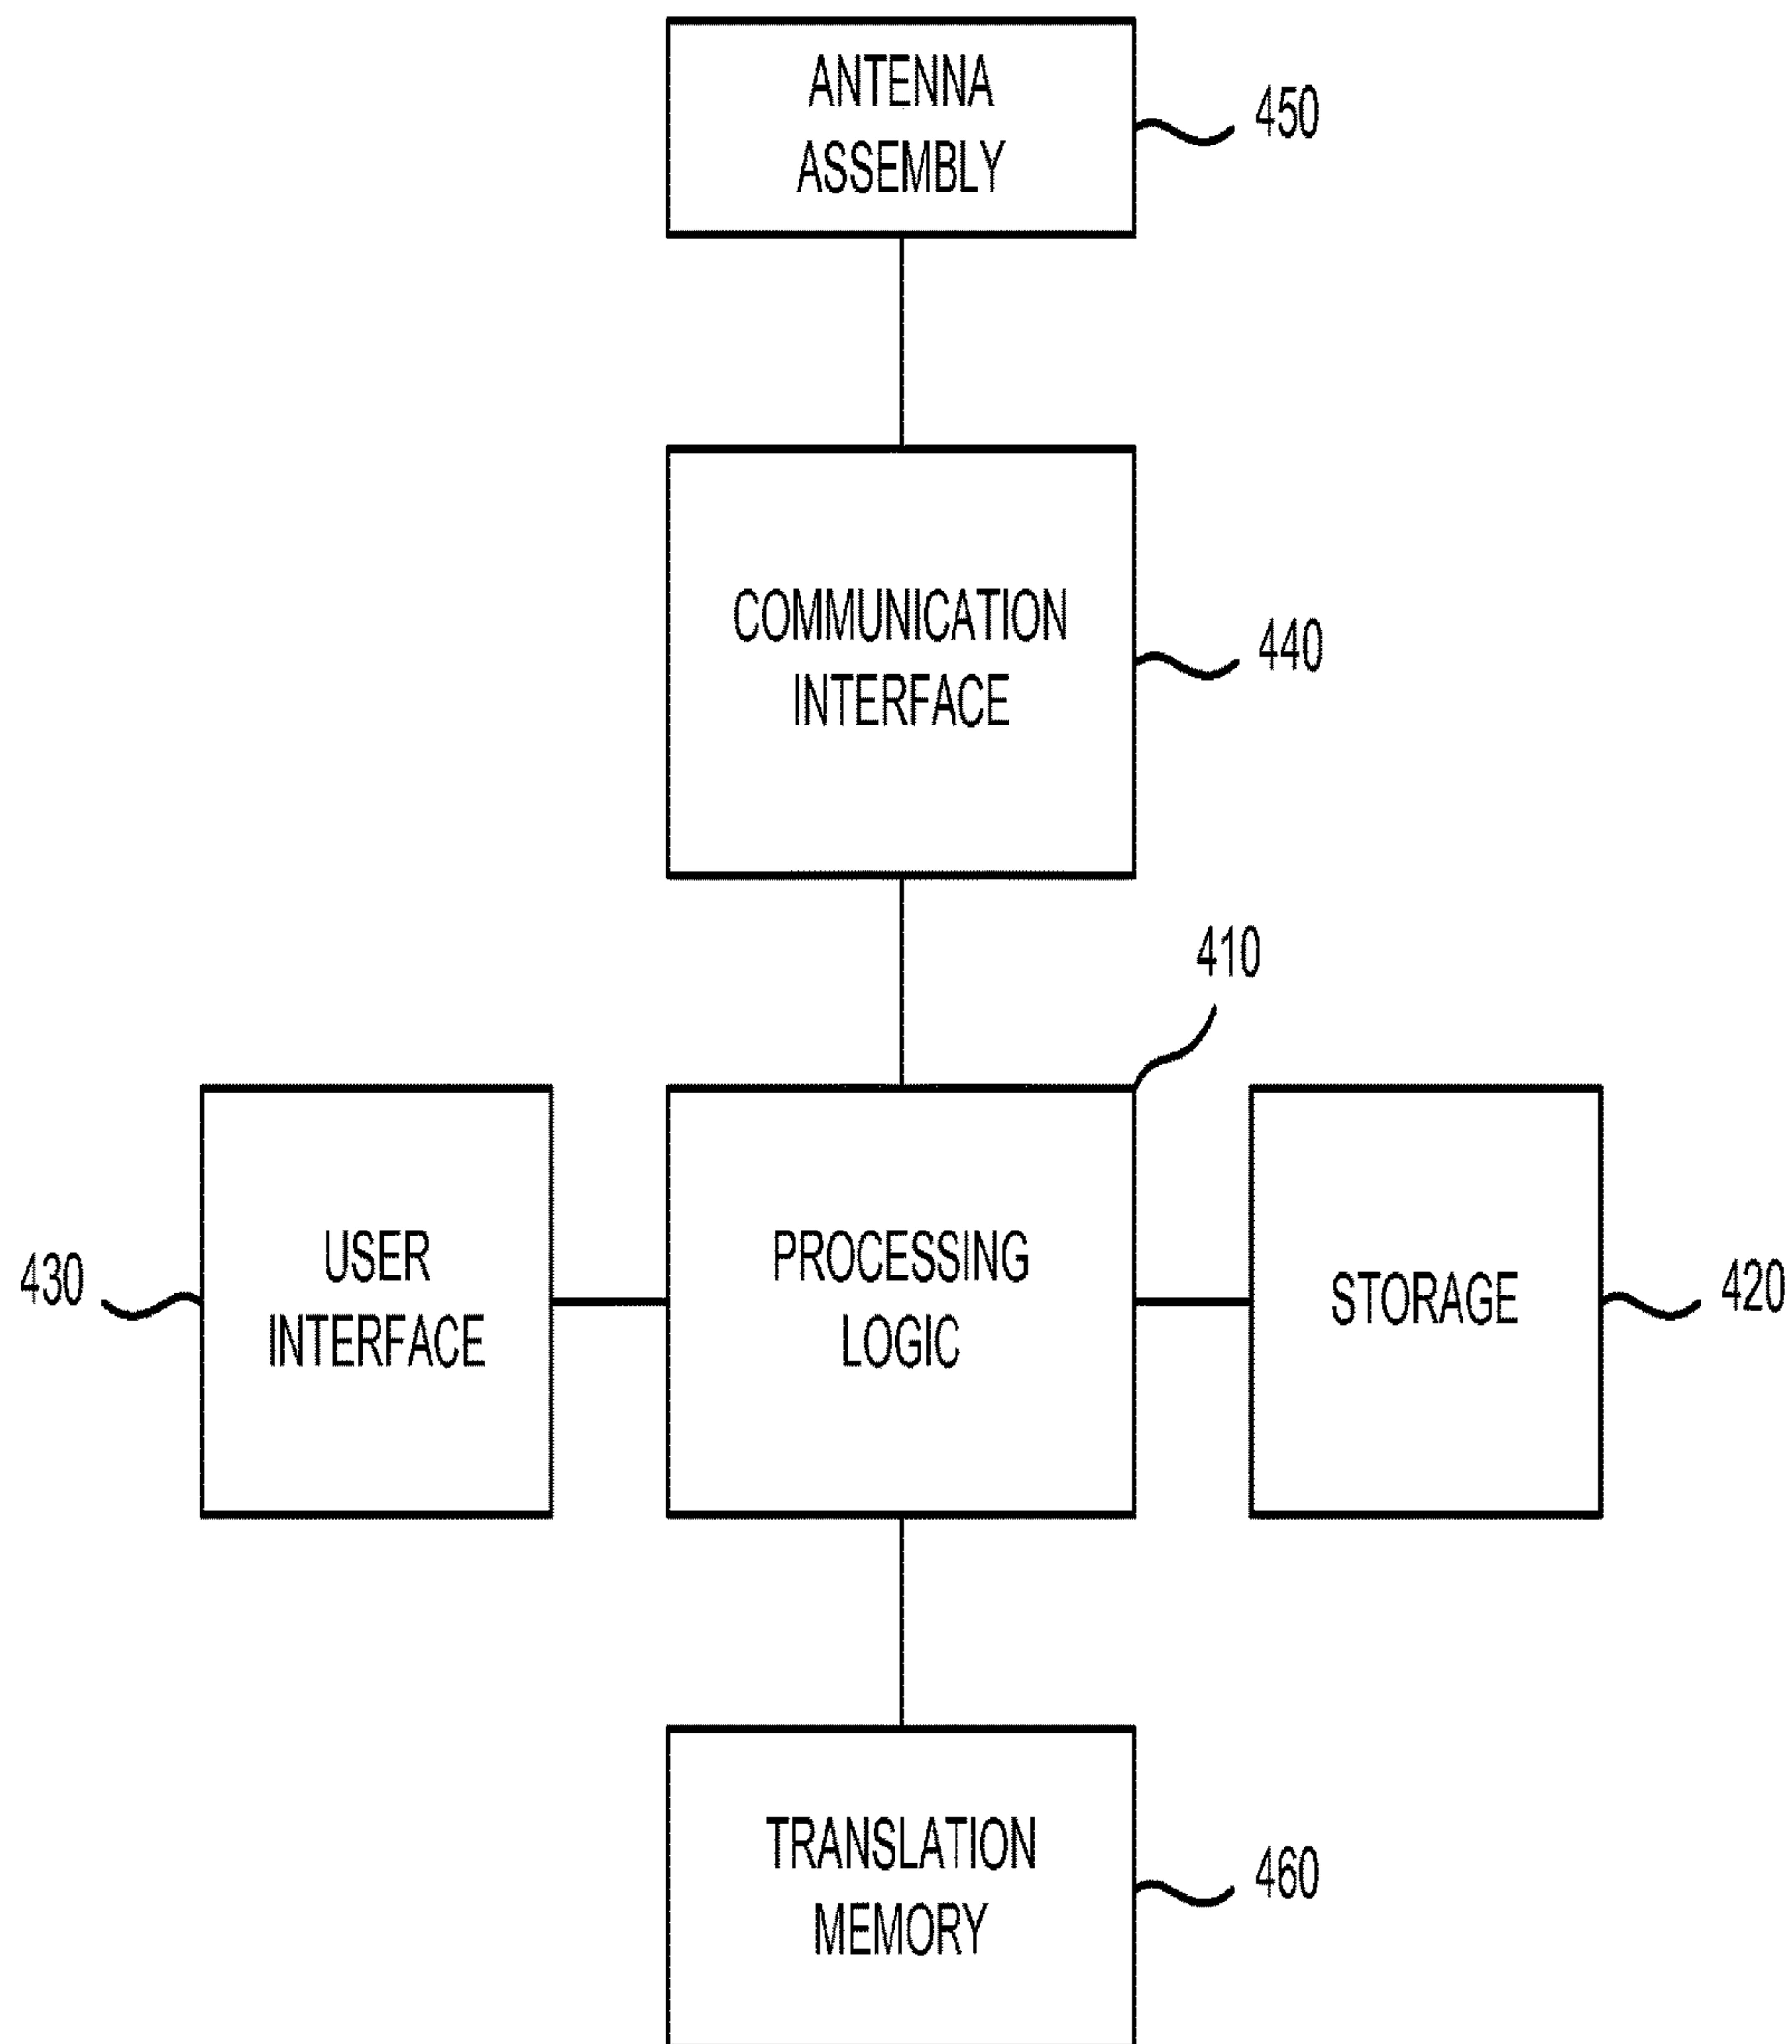 ANTENNA
ASSEMBLY
450
COMMUNICATION
INTERFACE
440
410
430
USER
INTERFACE
PROCESSING
LOGIC
STORAGE
420
TRANSLATION
MEMORY
460